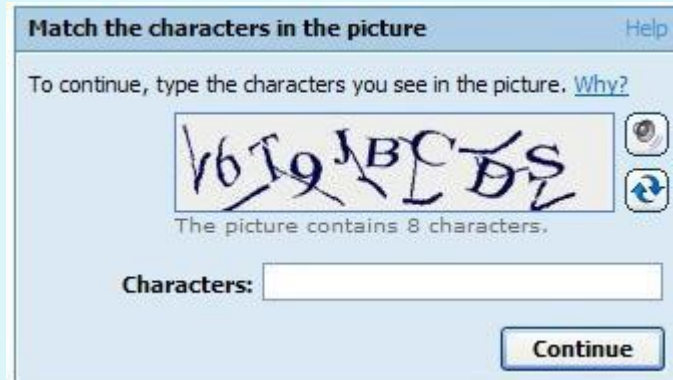 Match the characters in the picture Help
To continue, type the characters you see in the picture. Why?
The picture contains 8 characters.
Characters:
Continue